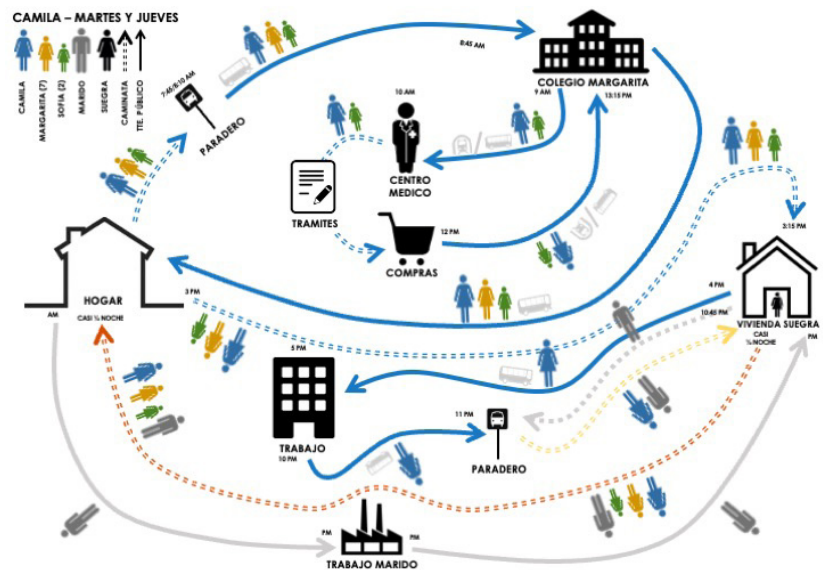 CAMILA – MARTES Y JUEVES
CAMILA
MARGARITA (7)
SOFIA (2)
MARIDO
SUEGRA
CAMINATA
TTE. PÚBLICO
7:45/8:10 AM
PARADERO
8:45 AM
COLEGIO MARGARITA
9 AM
13:15 PM
10 AM
CENTRO
MEDICO
TRAMITES
12 PM
COMPRAS
3:15 PM
HOGAR
CASI ½ NOCHE
AM
3 PM
4 PM
10:45 PM
VIVIENDA SUEGRA
CASI
½ NOCHE
PM
5 PM
TRABAJO
10 PM
11 PM
PARADERO
PM
PM
TRABAJO MARIDO